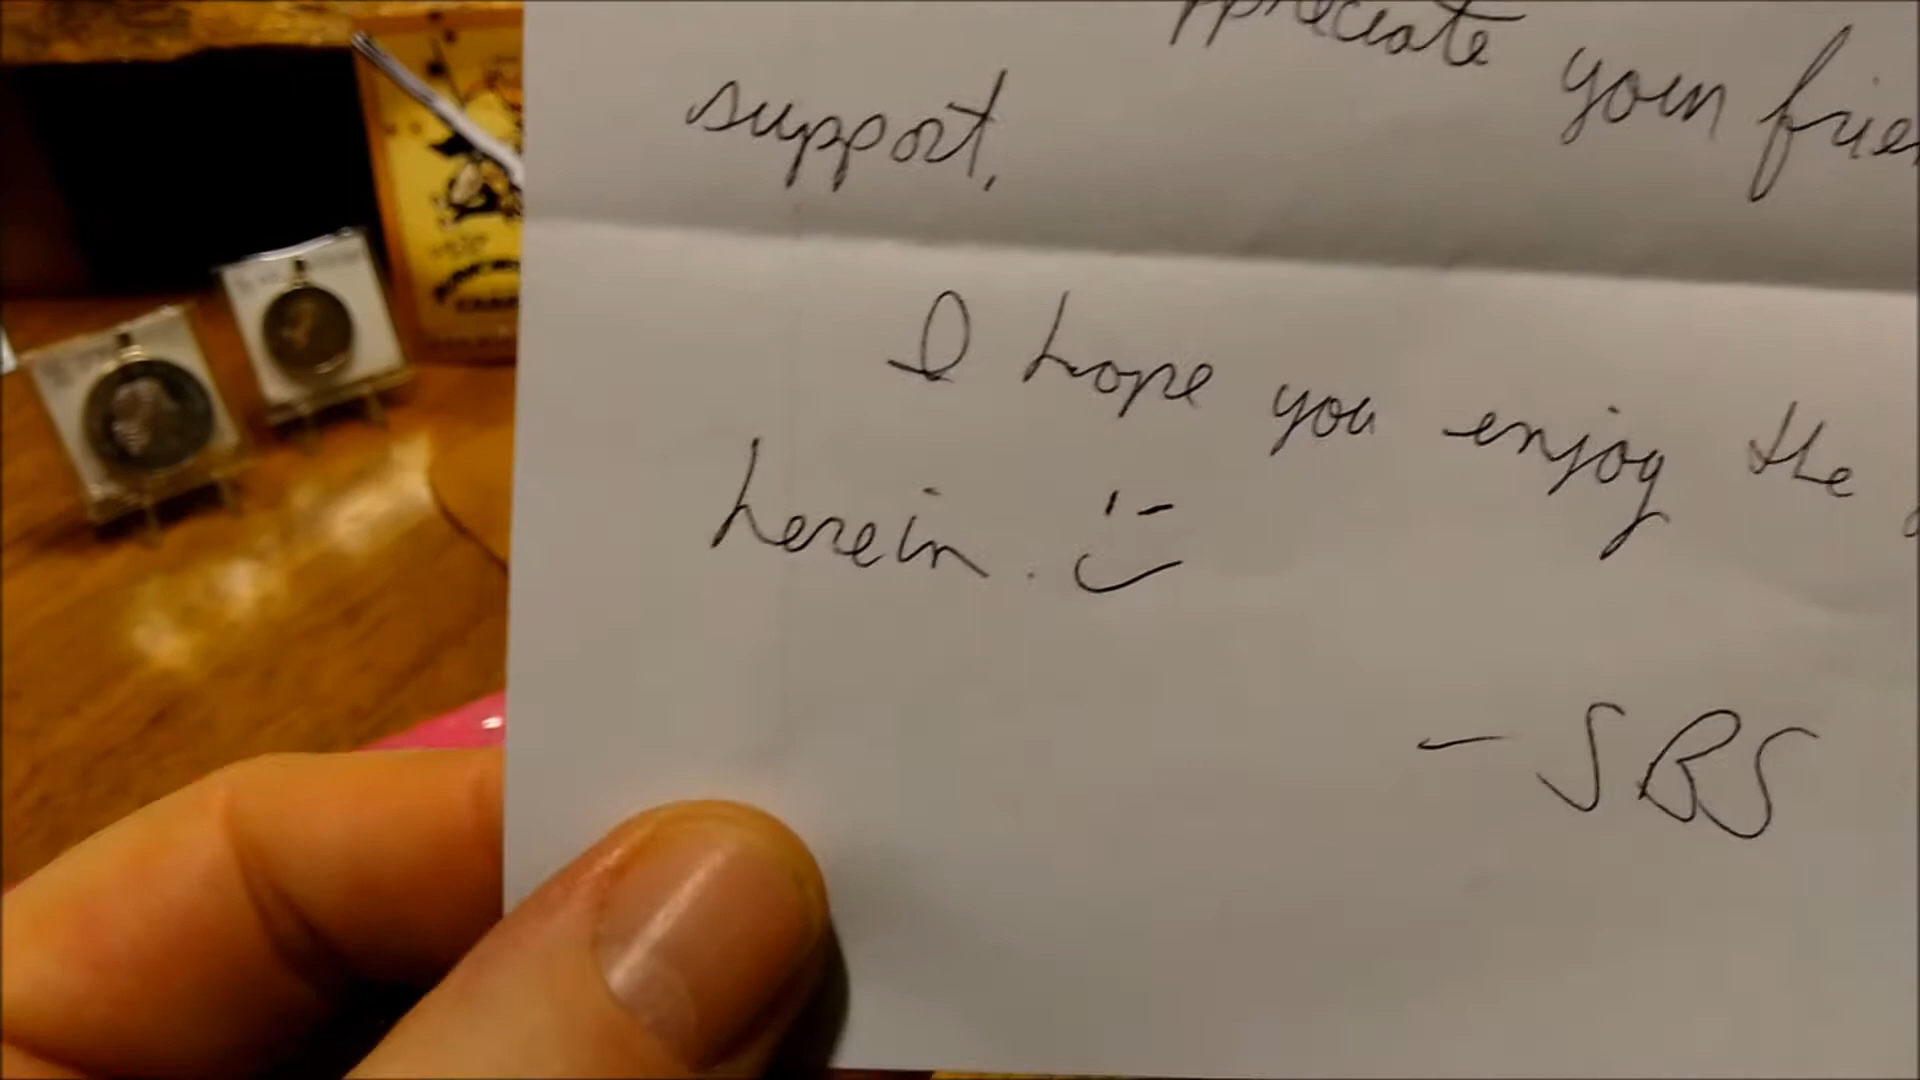 appreciate your frie
support.
I hope you enjoy the
herein. :-)
- SBS